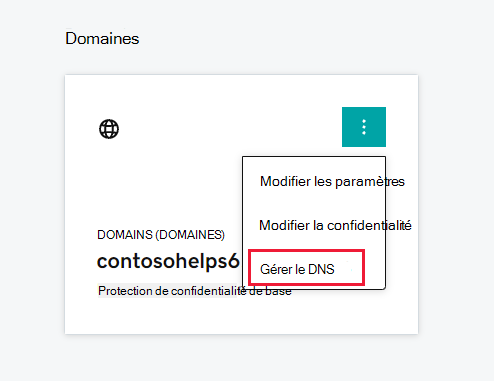 Domaines
Modifier les paramètres
Modifier la confidentialité
DOMAINS (DOMAINES)
contosohelps6
Gérer le DNS
Protection de confidentialité de base